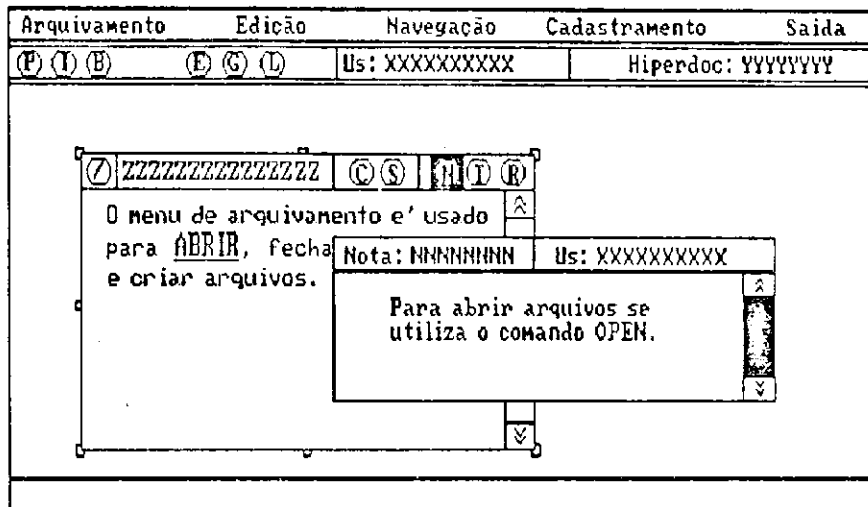 Arquivamento Edição Navegação Cadastramento Saida
P I B E G L Us: XXXXXXXXXX Hiperdoc: YYYYYYYY
Z ZZZZZZZZZZZZZZZ C S N I R
O menu de arquivamento e' usado
para ABRIR, fecha
e criar arquivos.
Nota: NNNNNNNN Us: XXXXXXXXXX
Para abrir arquivos se
utiliza o comando OPEN.